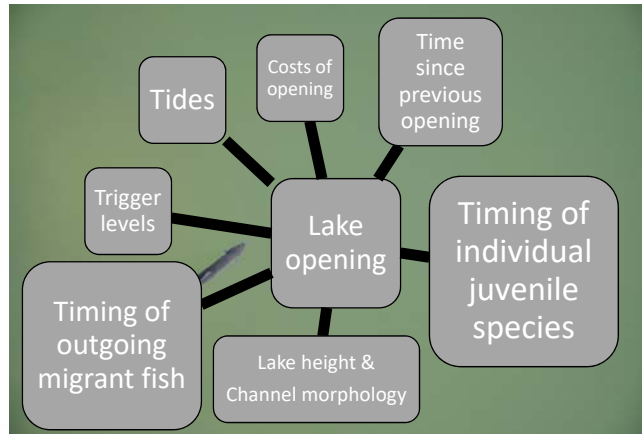 Costs of
opening
Time
since
previous
opening
Tides
Trigger
levels
Lake
opening
Timing of
individual
juvenile
species
Timing of
outgoing
migrant fish
Lake height &
Channel morphology